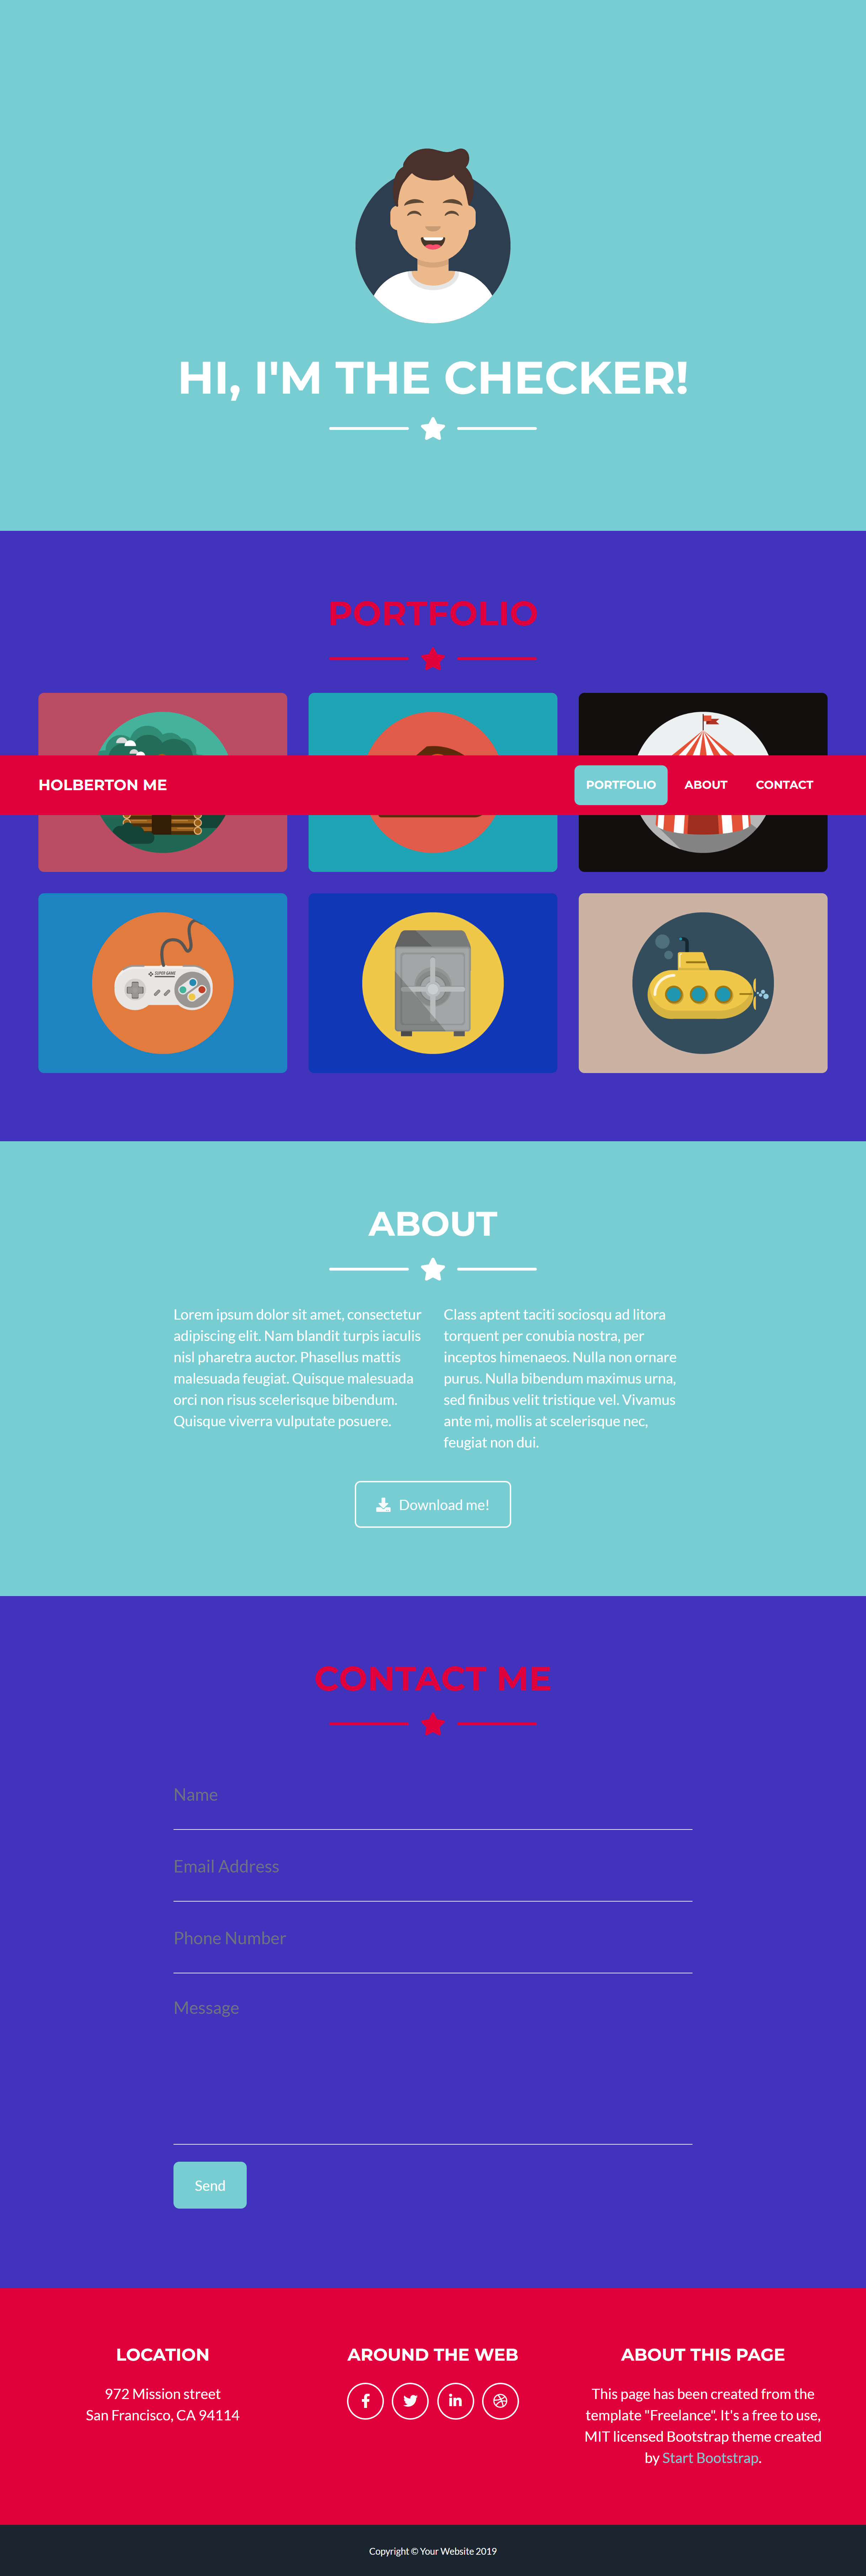 HI, I'M THE CHECKER!
PORTFOLIO
HOLBERTON ME
PORTFOLIO
ABOUT
CONTACT
SUPER GAME
ABOUT
Lorem ipsum dolor sit amet, consectetur
adipiscing elit. Nam blandit turpis iaculis
nisl pharetra auctor. Phasellus mattis
malesuada feugiat. Quisque malesuada
orci non risus scelerisque bibendum.
Quisque viverra vulputate posuere.
Class aptent taciti sociosqu ad litora
torquent per conubia nostra, per
inceptos himenaeos. Nulla non ornare
purus. Nulla bibendum maximus urna,
sed finibus velit tristique vel. Vivamus
ante mi, mollis at scelerisque nec,
feugiat non dui.
Download me!
CONTACT ME
Name
Email Address
Phone Number
Message
Send
LOCATION
972 Mission street
San Francisco, CA 94114
AROUND THE WEB
ABOUT THIS PAGE
This page has been created from the
template "Freelance". It's a free to use,
MIT licensed Bootstrap theme created
by Start Bootstrap.
Copyright © Your Website 2019